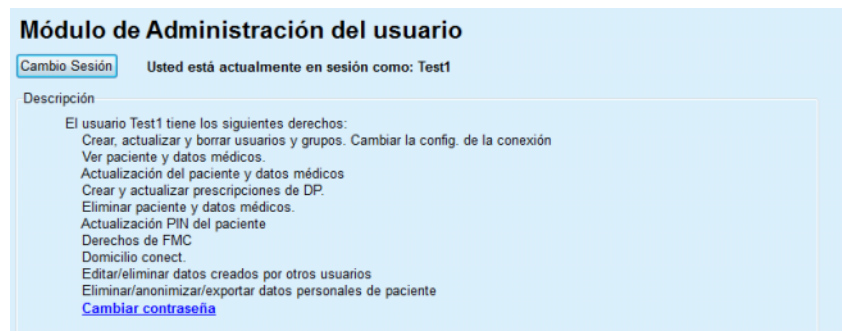 Módulo de Administración del usuario
Cambio Sesión Usted está actualmente en sesión como: Test1
Descripción
El usuario Test1 tiene los siguientes derechos:
Crear, actualizar y borrar usuarios y grupos. Cambiar la config. de la conexión
Ver paciente y datos médicos.
Actualización del paciente y datos médicos
Crear y actualizar prescripciones de DP.
Eliminar paciente y datos médicos.
Actualización PIN del paciente
Derechos de FMC
Domicilio conect.
Editar/eliminar datos creados por otros usuarios
Eliminar/anonimizar/exportar datos personales de paciente
Cambiar contraseña